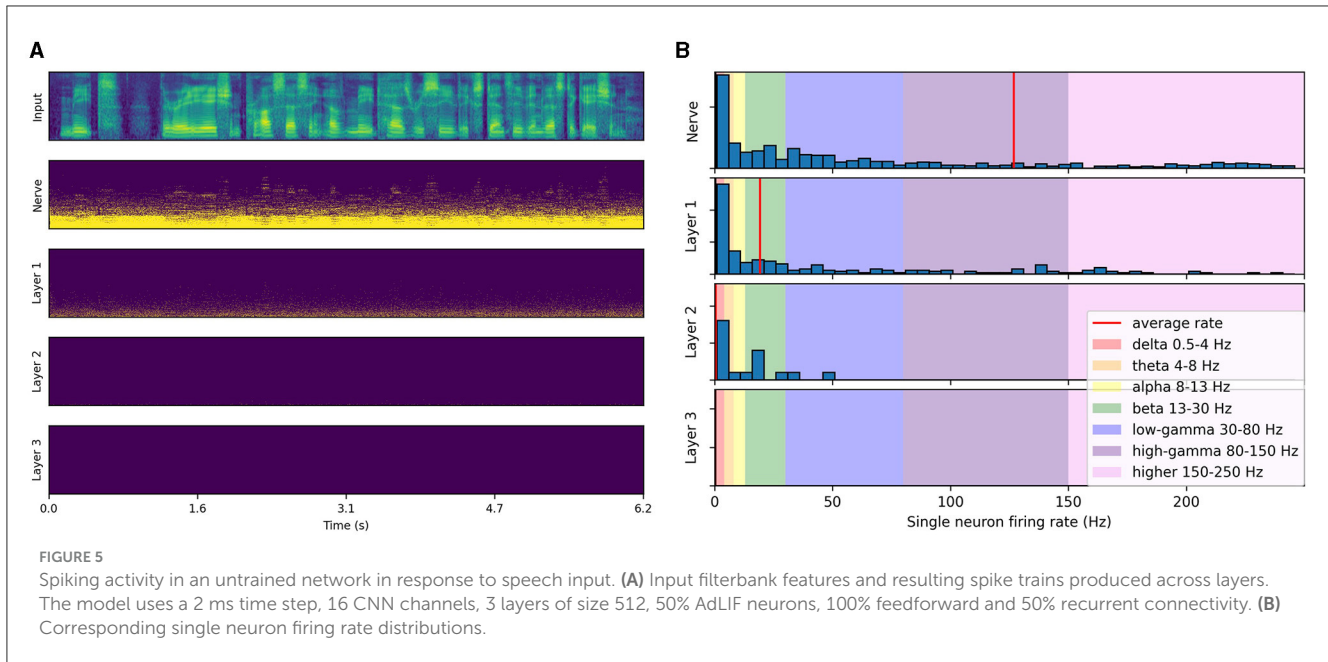 A
Input
Nerve
Layer 1
Layer 2
Layer 3
0.0 1.6 3.1 4.7 6.2
Time (s)
B
Nerve
Layer 1
Layer 2
Layer 3
average rate
delta 0.5-4 Hz
theta 4-8 Hz
alpha 8-13 Hz
beta 13-30 Hz
low-gamma 30-80 Hz
high-gamma 80-150 Hz
higher 150-250 Hz
0 50 100 150 200
Single neuron firing rate (Hz)
FIGURE 5
Spiking activity in an untrained network in response to speech input. (A) Input filterbank features and resulting spike trains produced across layers.
The model uses a 2 ms time step, 16 CNN channels, 3 layers of size 512, 50% AdLIF neurons, 100% feedforward and 50% recurrent connectivity. (B)
Corresponding single neuron firing rate distributions.